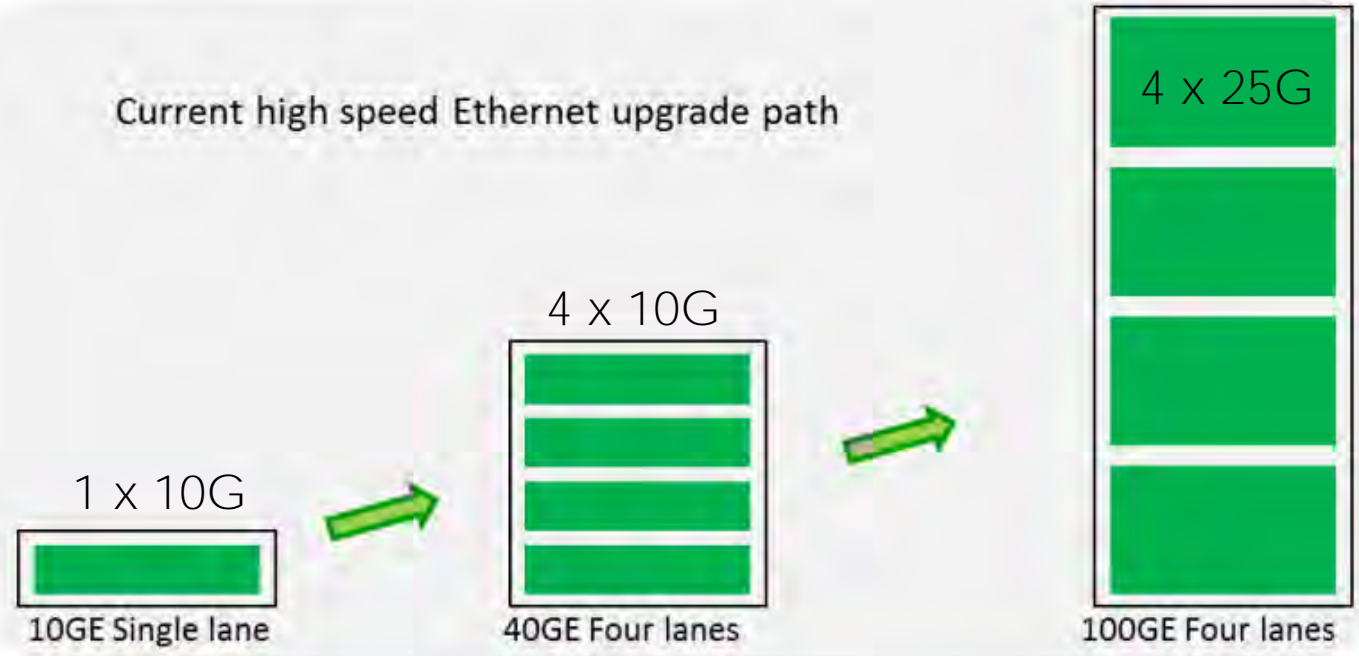 Current high speed Ethernet upgrade path
4 x 25G
4 x 10G
1 x 10G
10GE Single lane
40GE Four lanes
100GE Four lanes